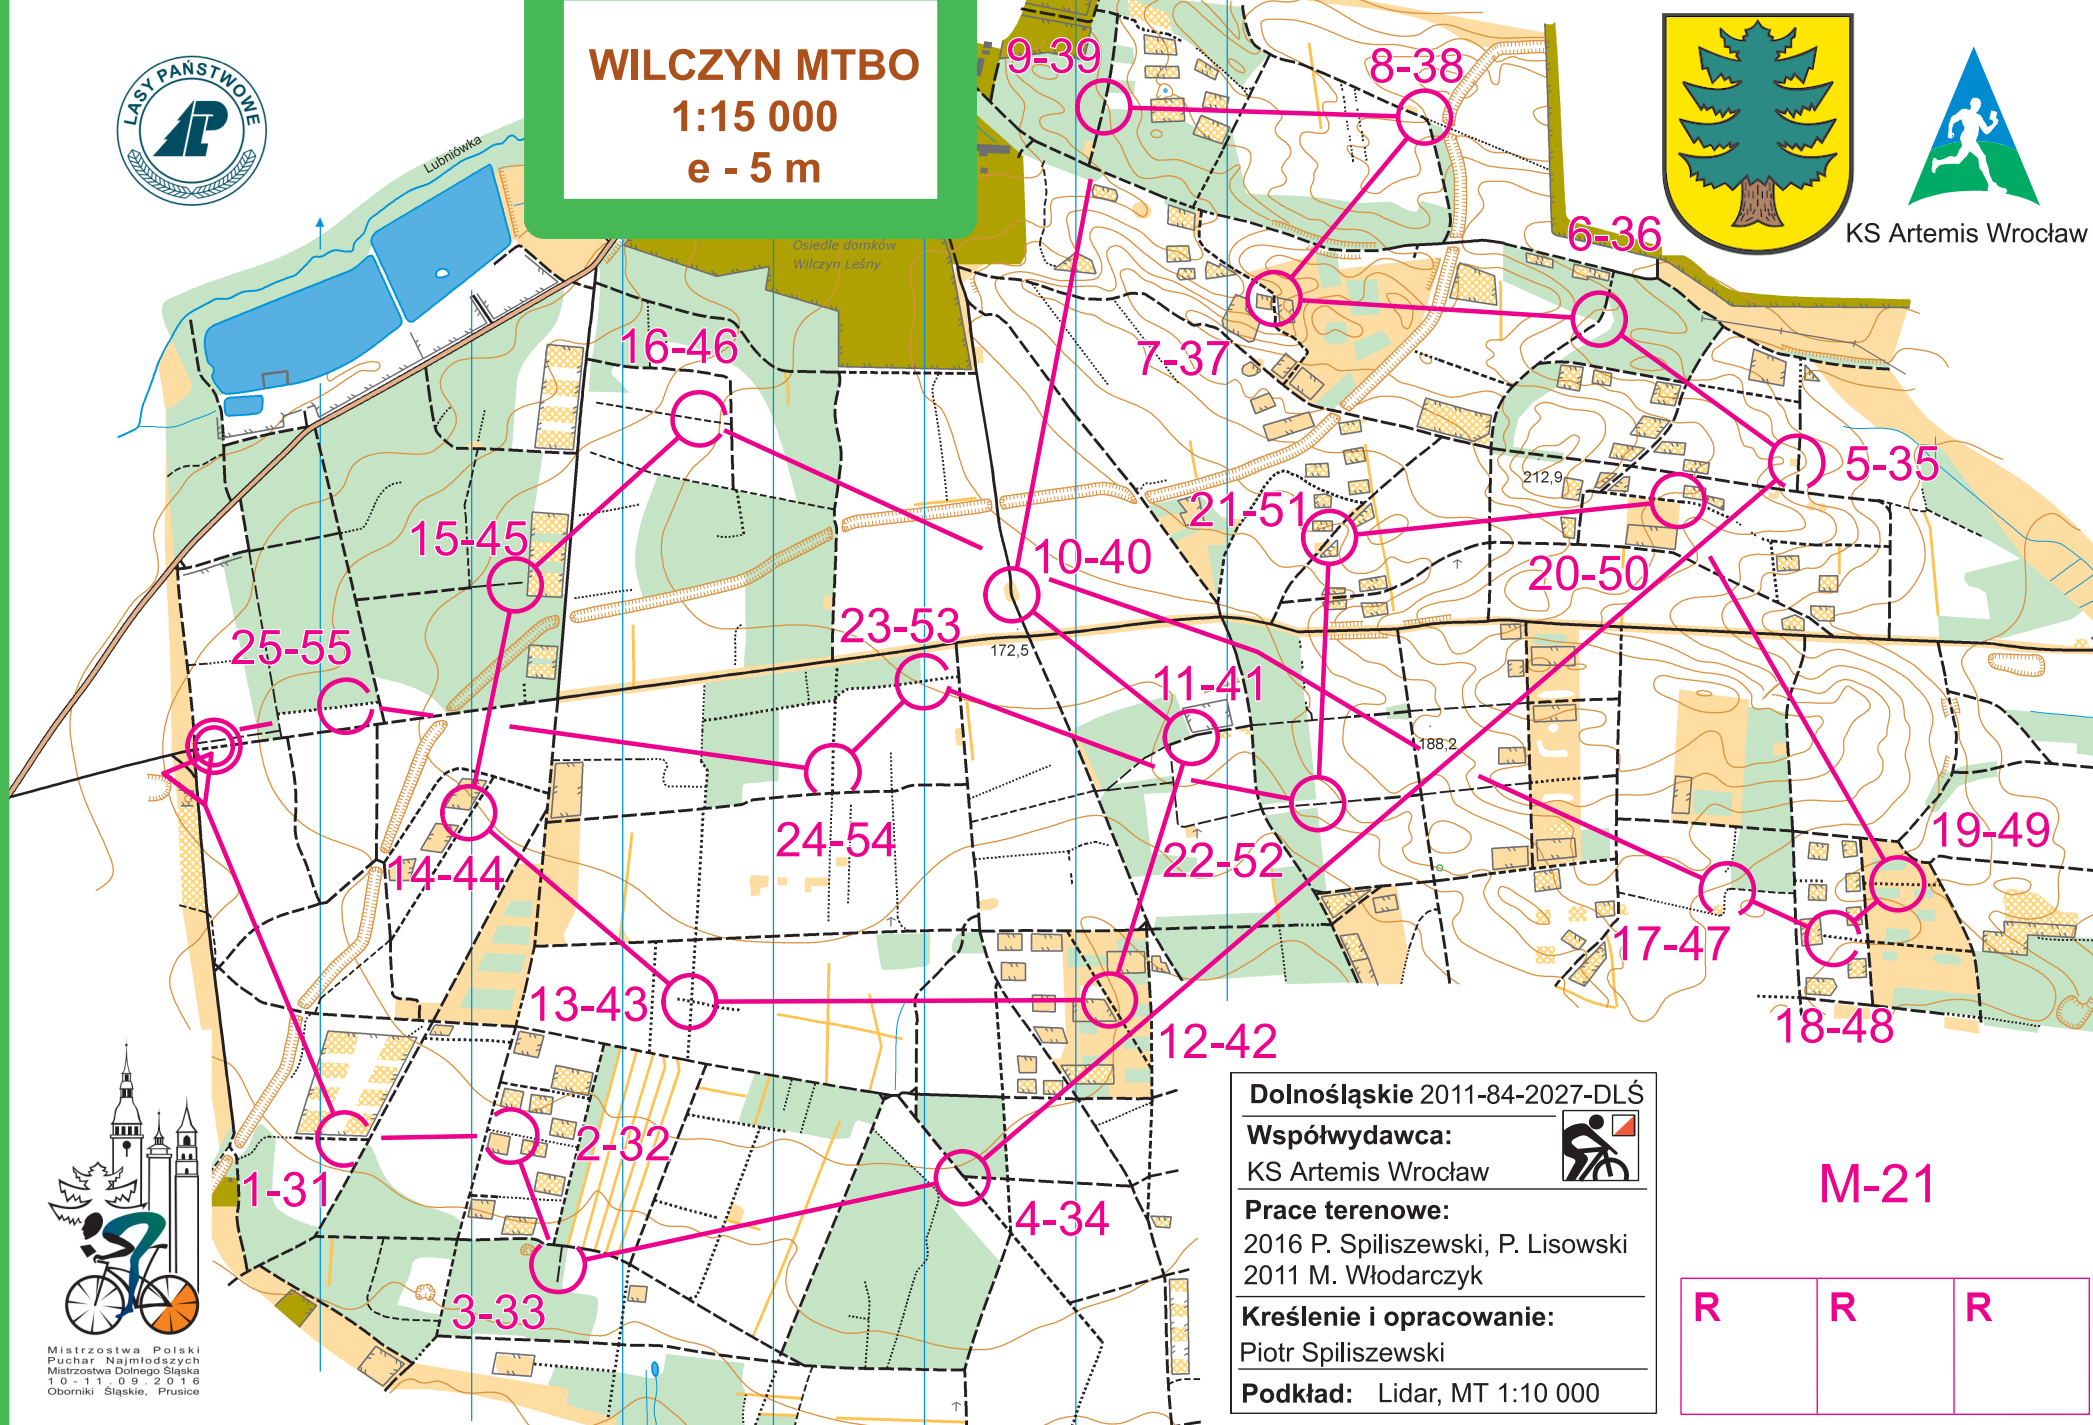 LASY PAŃSTWOWE
WILCZYN MTBO
1:15 000
e - 5 m
Lubniówka
Osiedle domków
Wilczyn Leśny
KS Artemis Wrocław
9-39
8-38
6-36
16-46
7-37
5-35
212,9
21-51
15-45
10-40
20-50
23-53
25-55
172,5
11-41
188,2
24-54
19-49
14-44
22-52
17-47
13-43
18-48
12-42
2-32
1-31
4-34
3-33
Dolnośląskie 2011-84-2027-DLŚ
Współwydawca:
KS Artemis Wrocław
Prace terenowe:
2016 P. Spiliszewski, P. Lisowski
2011 M. Włodarczyk
Kreślenie i opracowanie:
Piotr Spiliszewski
Podkład: Lidar, MT 1:10 000
M-21
R R R
Mistrzostwa Polski
Puchar Najmłodszych
Mistrzostwa Dolnego Śląska
10-11.09.2016
Oborniki Śląskie, Prusice